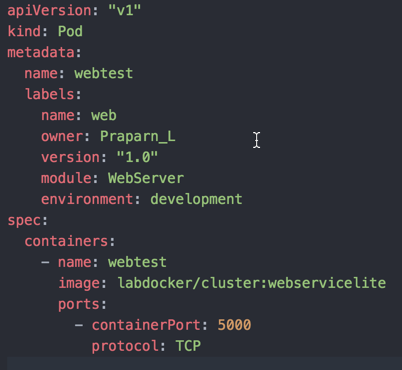 apiVersion: "v1"
kind: Pod
metadata:
  name: webtest
  labels:
    name: web
    owner: Praparn_L
    version: "1.0"
    module: WebServer
    environment: development
spec:
  containers:
    - name: webtest
      image: labdocker/cluster:webservicelite
      ports:
        - containerPort: 5000
          protocol: TCP